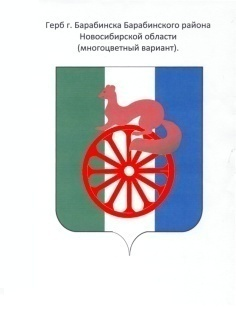 Герб г. Барабинска Барабинского района
Новосибирской области
(многоцветный вариант).